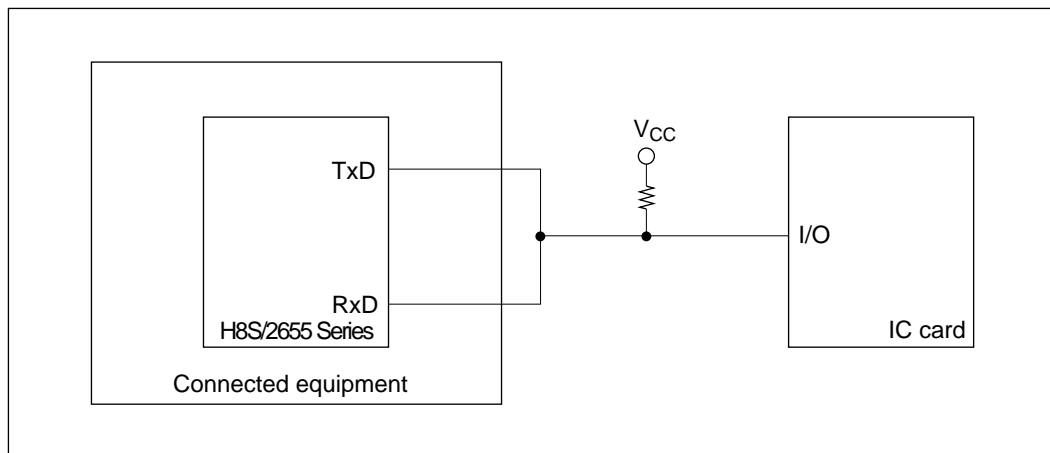 TxD
RxD
H8S/2655 Series
Connected equipment
VCC
I/O
IC card